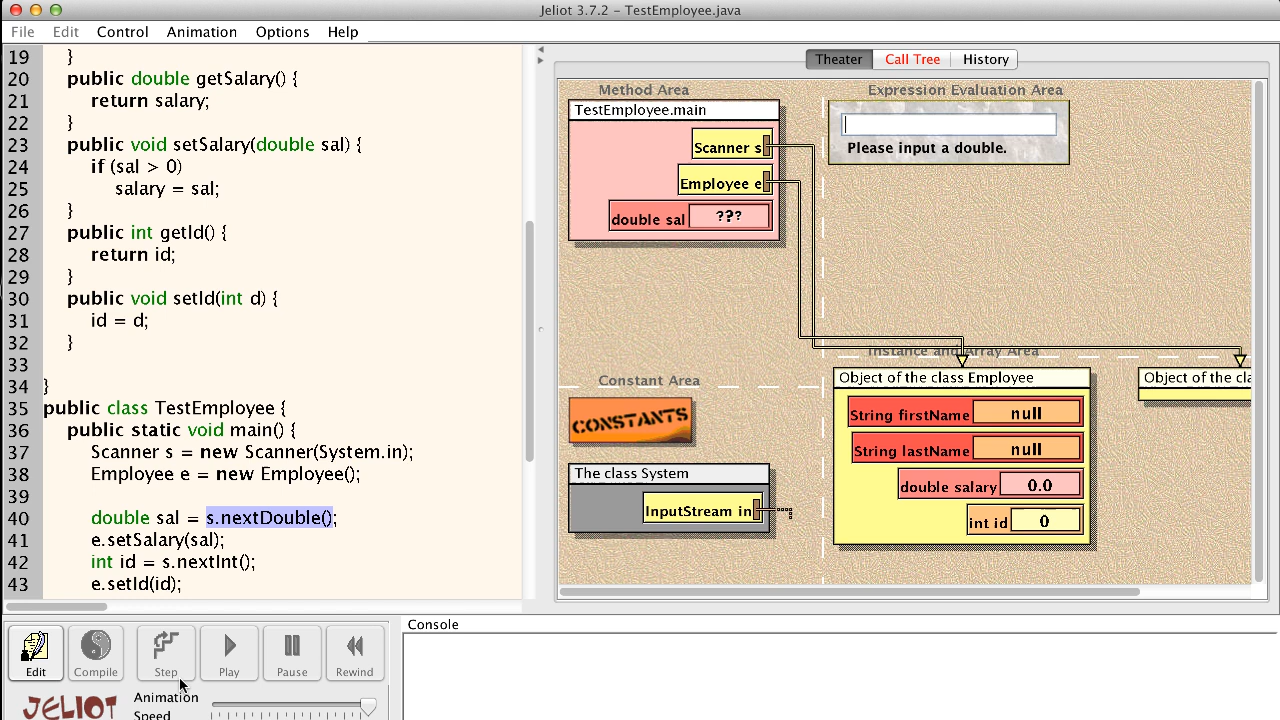 Jeliot 3.7.2 – TestEmployee.java
File Edit Control Animation Options Help
19 }
20 public double getSalary() {
21 return salary;
22 }
23 public void setSalary(double sal) {
24 if (sal > 0)
25 salary = sal;
26 }
27 public int getId() {
28 return id;
29 }
30 public void setId(int d) {
31 id = d;
32 }
33
34 }
35 public class TestEmployee {
36 public static void main() {
37 Scanner s = new Scanner(System.in);
38 Employee e = new Employee();
39
40 double sal = s.nextDouble();
41 e.setSalary(sal);
42 int id = s.nextInt();
43 e.setId(id);
Theater Call Tree History
Method Area
TestEmployee.main
Scanner s
Employee e
double sal ???
Expression Evaluation Area
Please input a double.
Constant Area
CONSTANTS
The class System
InputStream in
Instance and Array Area
Object of the class Employee
String firstName null
String lastName null
double salary 0.0
int id 0
Object of the cla
Edit Compile Step Play Pause Rewind
JELIOT
Animation
Speed
Console